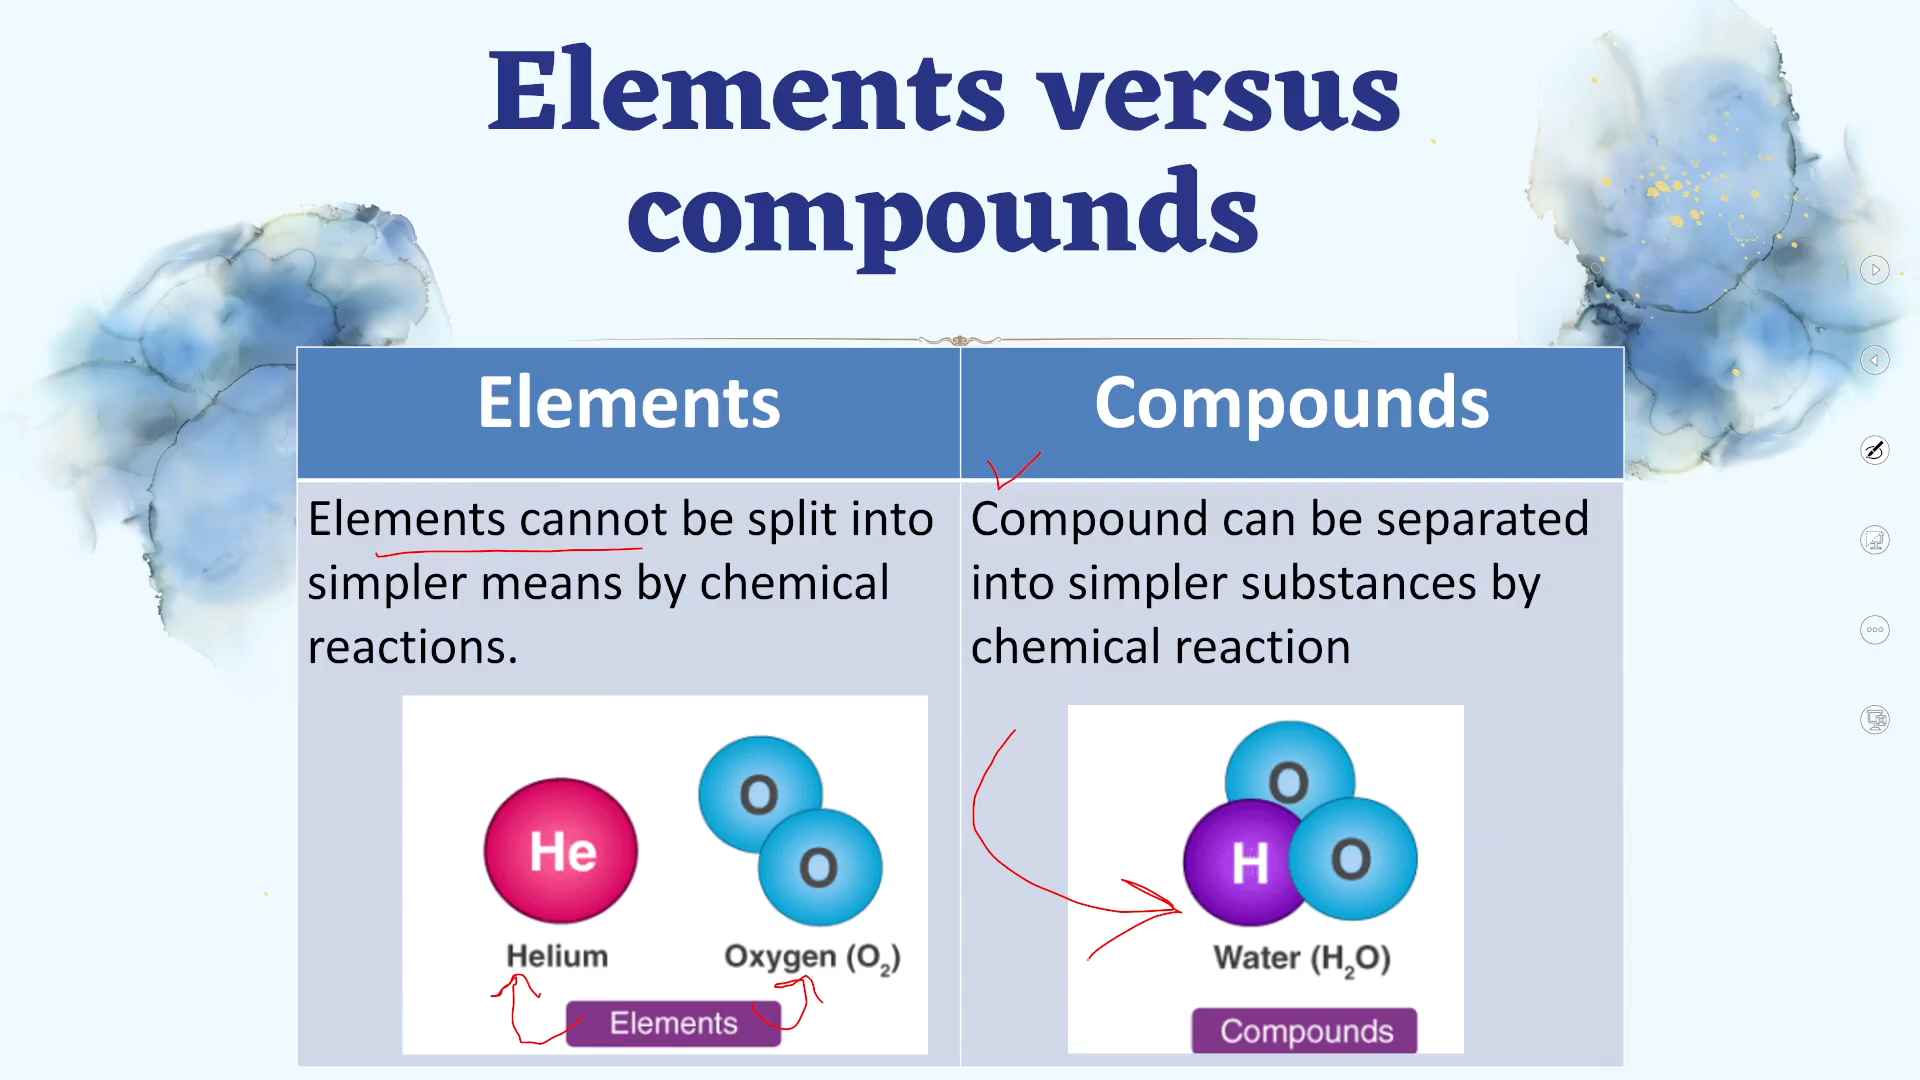 Elements versus
compounds
Elements
Compounds
Elements cannot be split into
simpler means by chemical
reactions.
Compound can be separated
into simpler substances by
chemical reaction
He
O
O
Helium
Oxygen (O₂)
Elements
O
H
O
Water (H₂O)
Compounds